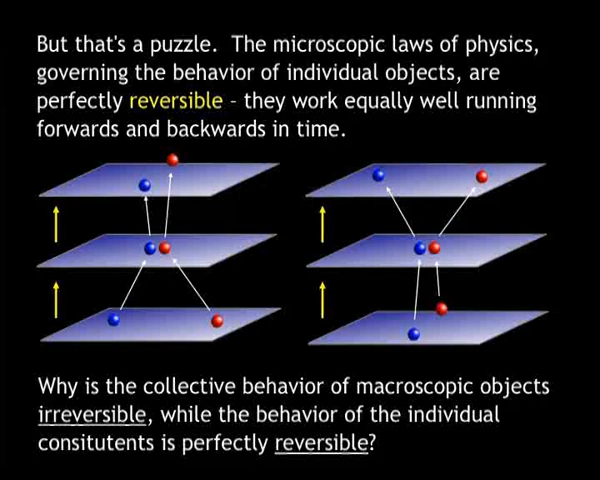 But that's a puzzle.  The microscopic laws of physics,
governing the behavior of individual objects, are
perfectly reversible - they work equally well running
forwards and backwards in time.
Why is the collective behavior of macroscopic objects
irreversible, while the behavior of the individual
consitutents is perfectly reversible?